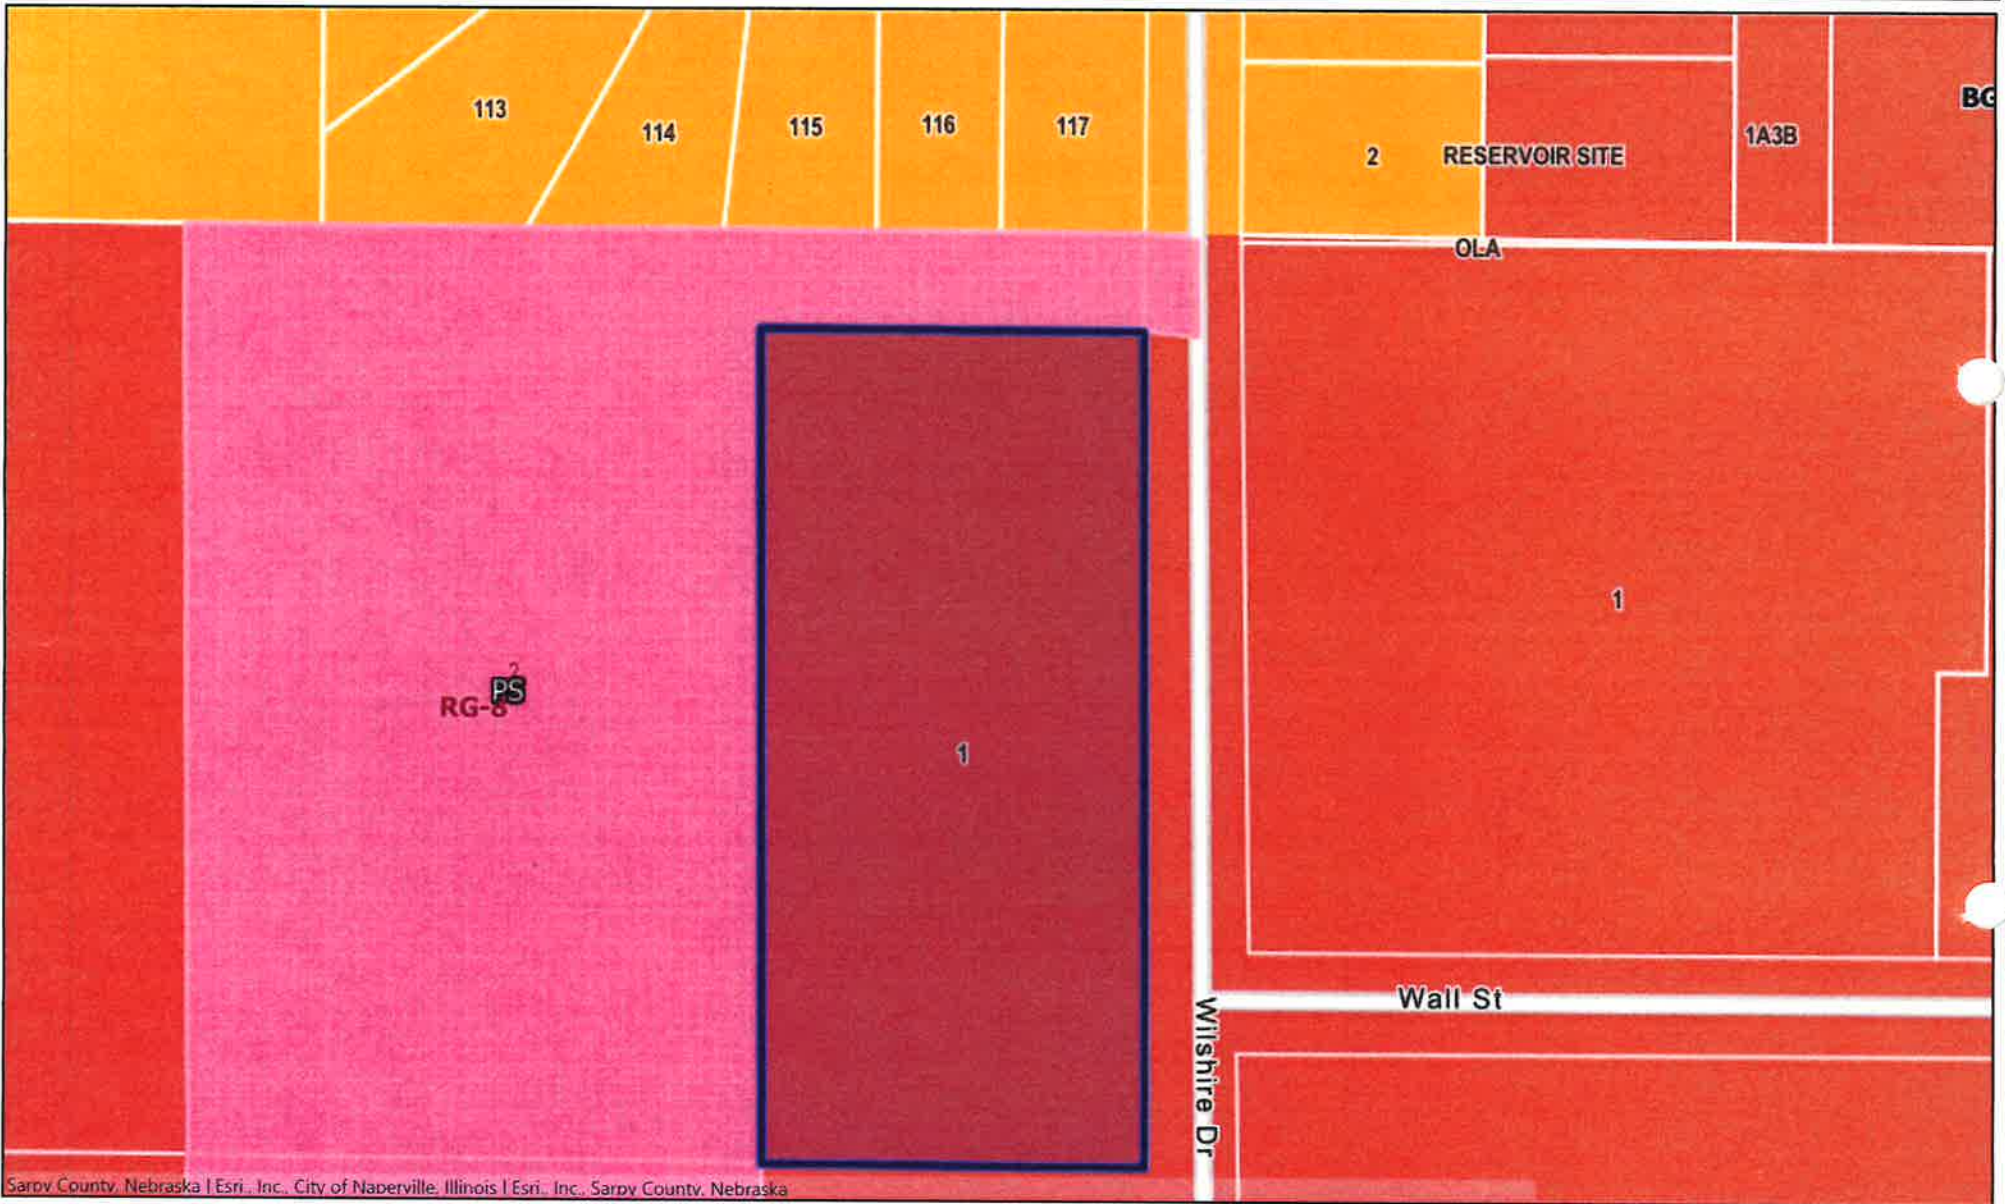 BG
113
114
115
116
117
2
RESERVOIR SITE
1A3B
OLA
1
2
PS
RG-8
1
Wall St
Wilshire Dr
Sarpy County, Nebraska | Esri., Inc., City of Naperville, Illinois | Esri., Inc., Sarpy County, Nebraska